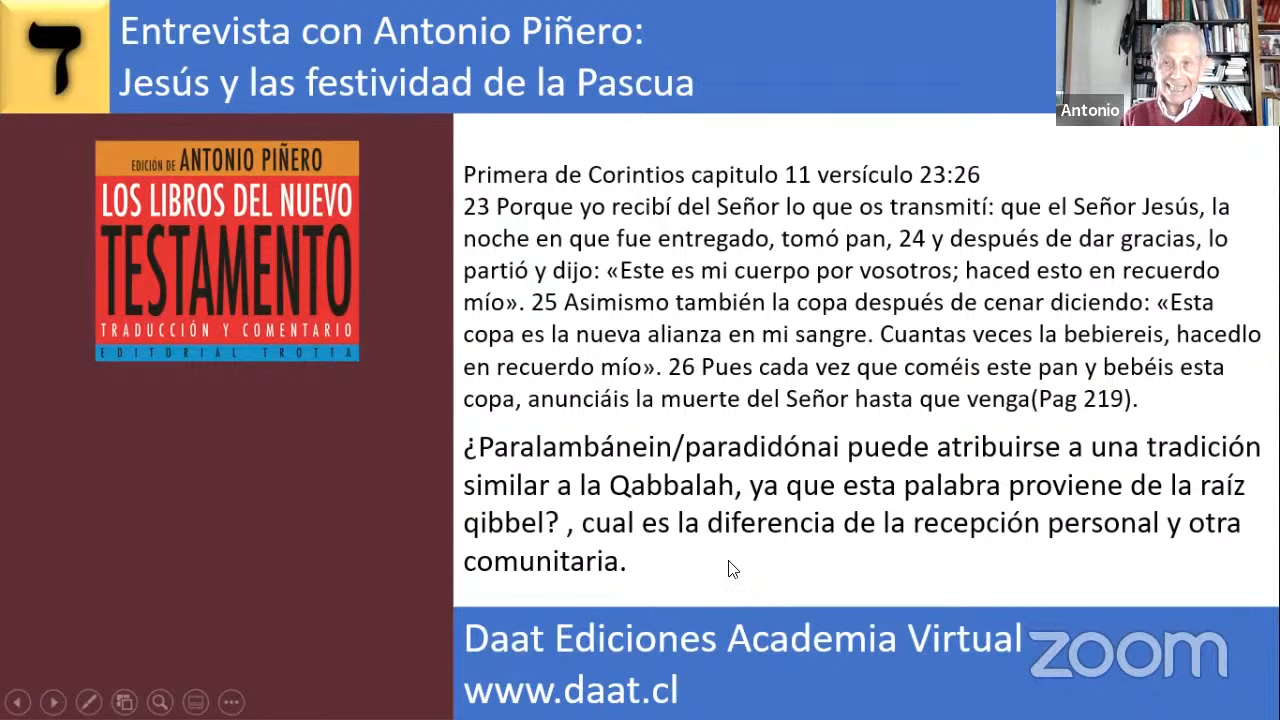 ד
Entrevista con Antonio Piñero:
Jesús y las festividad de la Pascua
Antonio
EDICIÓN DE ANTONIO PIÑERO
LOS LIBROS DEL NUEVO
TESTAMENTO
TRADUCCIÓN Y COMENTARIO
EDITORIAL TROTTA
Primera de Corintios capitulo 11 versículo 23:26
23 Porque yo recibí del Señor lo que os transmití: que el Señor Jesús, la
noche en que fue entregado, tomó pan, 24 y después de dar gracias, lo
partió y dijo: «Este es mi cuerpo por vosotros; haced esto en recuerdo
mío». 25 Asimismo también la copa después de cenar diciendo: «Esta
copa es la nueva alianza en mi sangre. Cuantas veces la bebiereis, hacedlo
en recuerdo mío». 26 Pues cada vez que coméis este pan y bebéis esta
copa, anunciáis la muerte del Señor hasta que venga(Pag 219).
¿Paralambánein/paradidónai puede atribuirse a una tradición
similar a la Qabbalah, ya que esta palabra proviene de la raíz
qibbel? , cual es la diferencia de la recepción personal y otra
comunitaria.
Daat Ediciones Academia Virtual
www.daat.cl
zoom